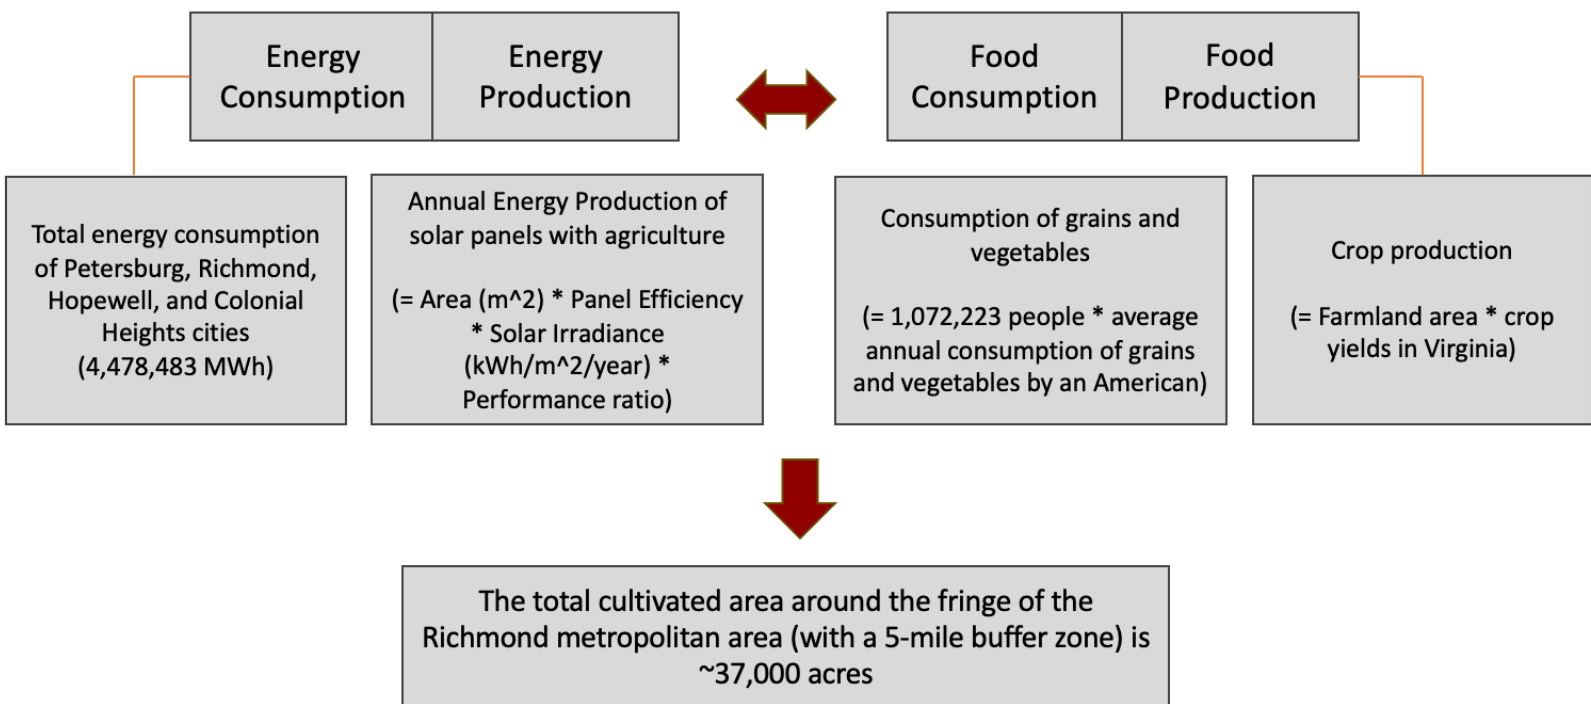 Energy
Consumption
Energy
Production
Food
Consumption
Food
Production
Total energy consumption
of Petersburg, Richmond,
Hopewell, and Colonial
Heights cities
(4,478,483 MWh)
Annual Energy Production of
solar panels with agriculture
(= Area (m^2) * Panel Efficiency
* Solar Irradiance
(kWh/m^2/year) *
Performance ratio)
Consumption of grains and
vegetables
(= 1,072,223 people * average
annual consumption of grains
and vegetables by an American)
Crop production
(= Farmland area * crop
yields in Virginia)
The total cultivated area around the fringe of the
Richmond metropolitan area (with a 5-mile buffer zone) is
~37,000 acres